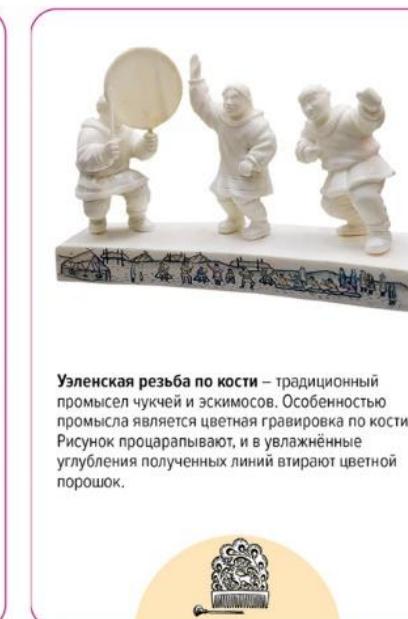 Уэленская резьба по кости – традиционный
промысел чукчей и эскимосов. Особенностью
промысла является цветная гравировка по кости
Рисунок процарапывают, и в увлажнённые
углубления полученных линий втирают цветной
порошок.